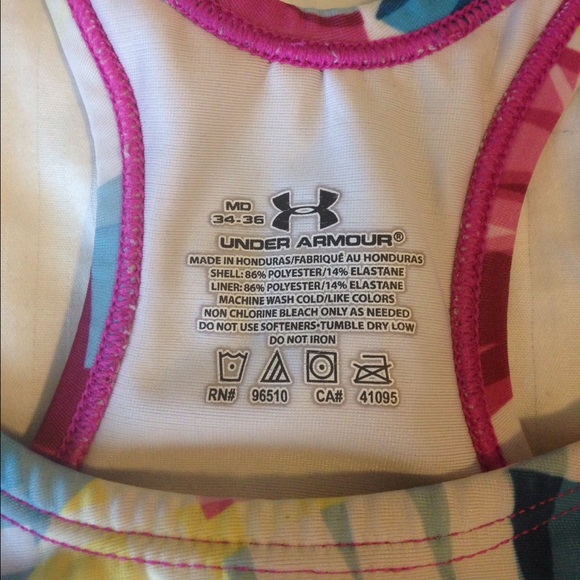 MD
34-36
UNDER ARMOUR®
MADE IN HONDURAS/FABRIQUÉ AU HONDURAS
SHELL: 86% POLYESTER/14% ELASTANE
LINER: 86% POLYESTER/14% ELASTANE
MACHINE WASH COLD/LIKE COLORS
NON CHLORINE BLEACH ONLY AS NEEDED
DO NOT USE SOFTENERS•TUMBLE DRY LOW
DO NOT IRON
RN# 96510 CA# 41095